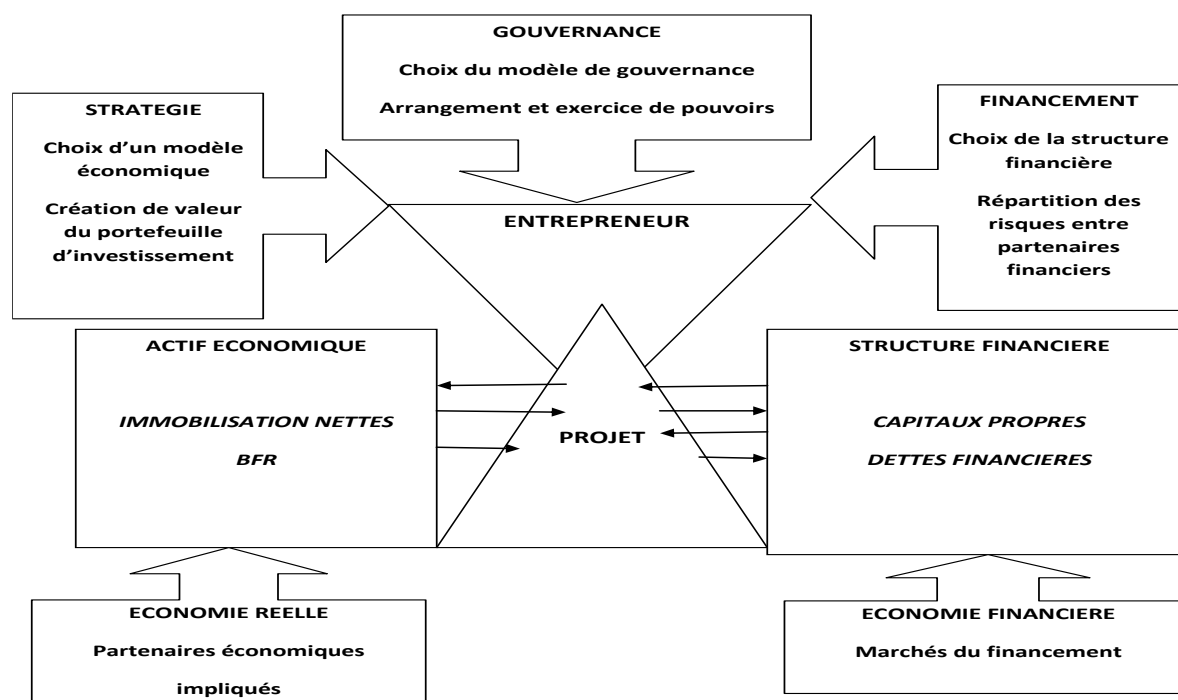 GOUVERNANCE
Choix du modèle de gouvernance
Arrangement et exercice de pouvoirs
STRATEGIE
Choix d'un modèle
économique
Création de valeur
du portefeuille
d'investissement
FINANCEMENT
Choix de la structure
financière
Répartition des
risques entre
partenaires
financiers
ENTREPRENEUR
ACTIF ECONOMIQUE
IMMOBILISATION NETTES
BFR
PROJET
STRUCTURE FINANCIERE
CAPITAUX PROPRES
DETTES FINANCIERES
ECONOMIE REELLE
Partenaires économiques
impliqués
ECONOMIE FINANCIERE
Marchés du financement